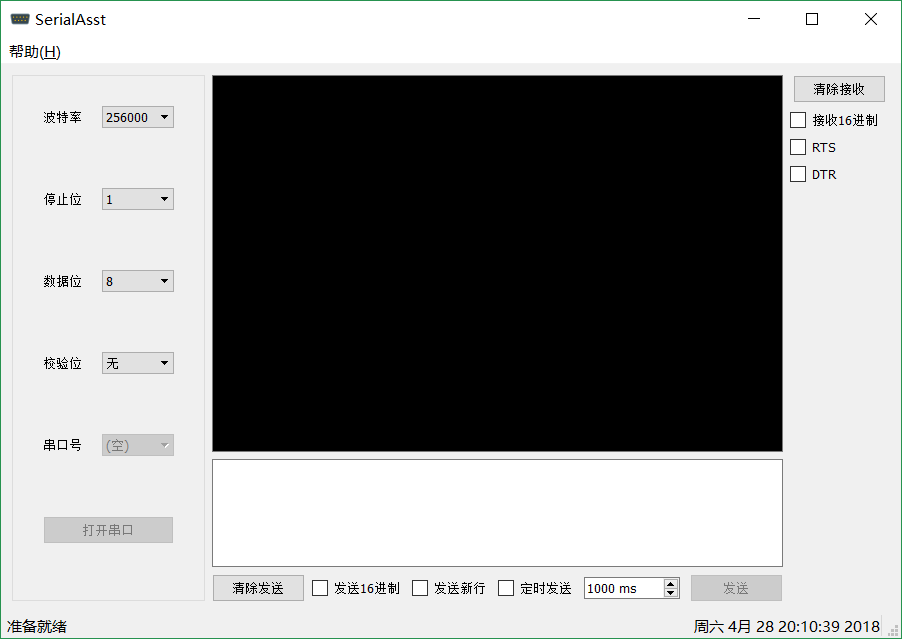 SerialAsst
帮助(H)
波特率 256000
停止位 1
数据位 8
校验位 无
串口号 (空)
打开串口
清除接收
接收16进制
RTS
DTR
清除发送 发送16进制 发送新行 定时发送 1000 ms 发送
准备就绪 周六 4月 28 20:10:39 2018